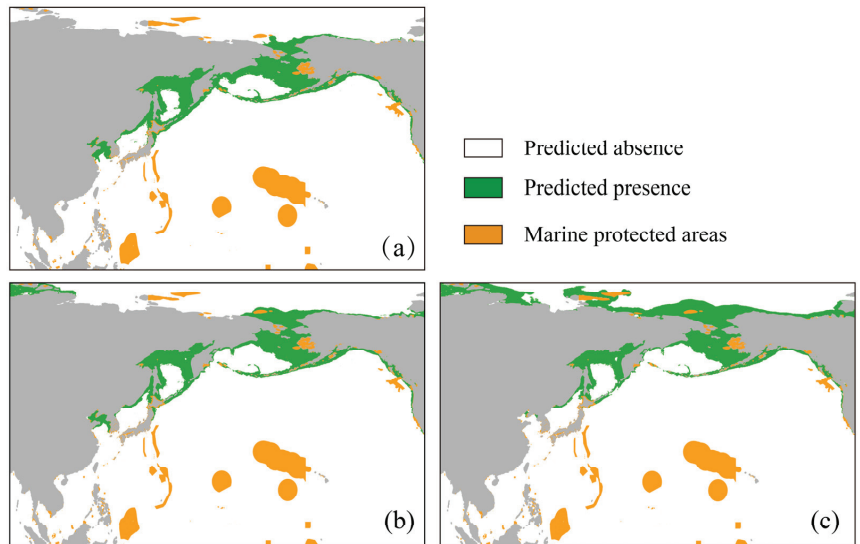 Predicted absence
Predicted presence
Marine protected areas
(a)
(b)
(c)